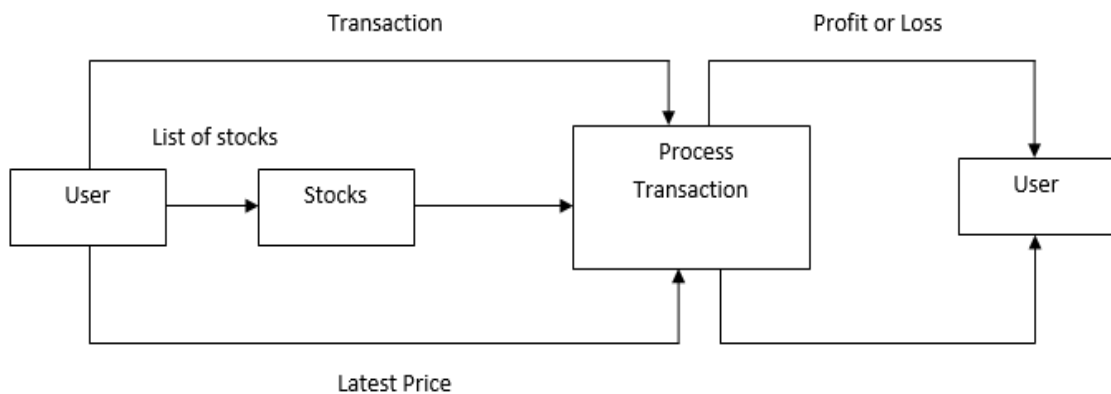 Transaction
Profit or Loss
List of stocks
User
Stocks
Process
Transaction
User
Latest Price